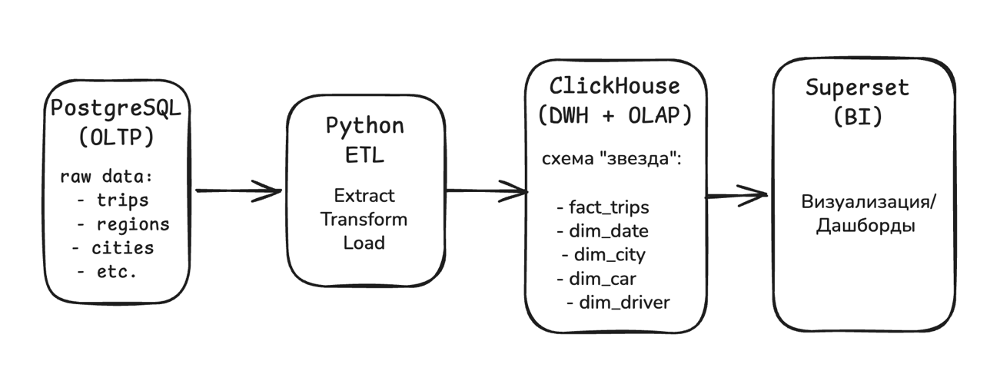 PostgreSQL
(OLTP)
raw data:
- trips
- regions
- cities
- etc.
Python
ETL
Extract
Transform
Load
ClickHouse
(DWH + OLAP)
схема "звезда":
- fact_trips
- dim_date
- dim_city
- dim_car
- dim_driver
Superset
(BI)
Визуализация/
Дашборды